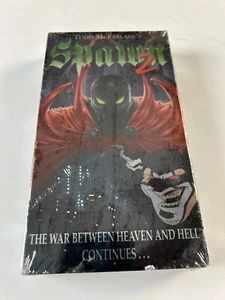 TODD MCFARLANE'S
Spawn 2
THE WAR BETWEEN HEAVEN AND HELL
CONTINUES...